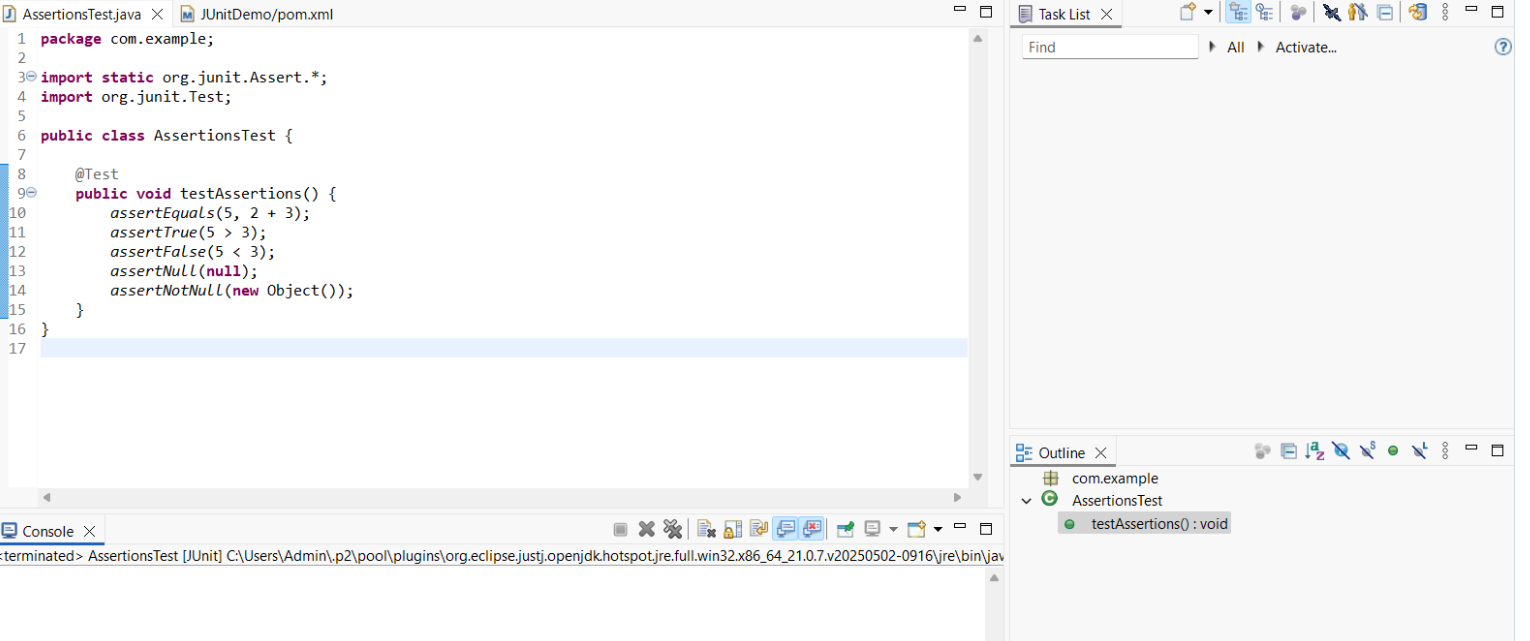 AssertionsTest.java
JUnitDemo/pom.xml
1 package com.example;
2
3 import static org.junit.Assert.*;
4 import org.junit.Test;
5
6 public class AssertionsTest {
7
8     @Test
9     public void testAssertions() {
10         assertEquals(5, 2 + 3);
11         assertTrue(5 > 3);
12         assertFalse(5 < 3);
13         assertNull(null);
14         assertNotNull(new Object());
15     }
16 }
17
Task List
Find
All
Activate...
Outline
com.example
AssertionsTest
testAssertions() : void
Console
<terminated> AssertionsTest [JUnit] C:\Users\Admin\.p2\pool\plugins\org.eclipse.justj.openjdk.hotspot.jre.full.win32.x86_64_21.0.7.v20250502-0916\jre\bin\jav